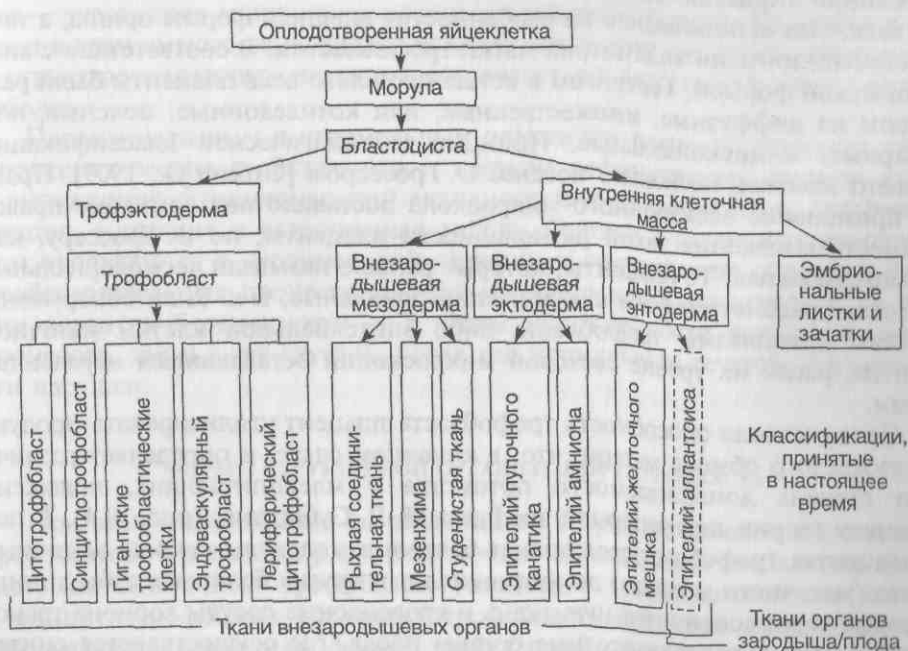 Оплодотворенная яйцеклетка
Морула
Бластоциста
Трофэктодерма
Внутренняя клеточная
масса
Трофобласт
Внезаро-
дышевая
мезодерма
Внезаро-
дышевая
эктодерма
Внезаро-
дышевая
энтодерма
Эмбрио-
нальные
листки и
зачатки
Цитотрофобласт
Синцитиотрофобласт
Гигантские
трофобластические
клетки
Эндоваскулярный
трофобласт
Периферический
цитотрофобласт
Рыхлая соедини-
тельная ткань
Мезенхима
Студенистая ткань
Эпителий пупочного
канатика
Эпителий амниона
Эпителий желточного
мешка
Эпителий аллантоиса
Классификации,
принятые
в настоящее
время
Ткани внезародышевых органов
Ткани органов
зародыша/плода